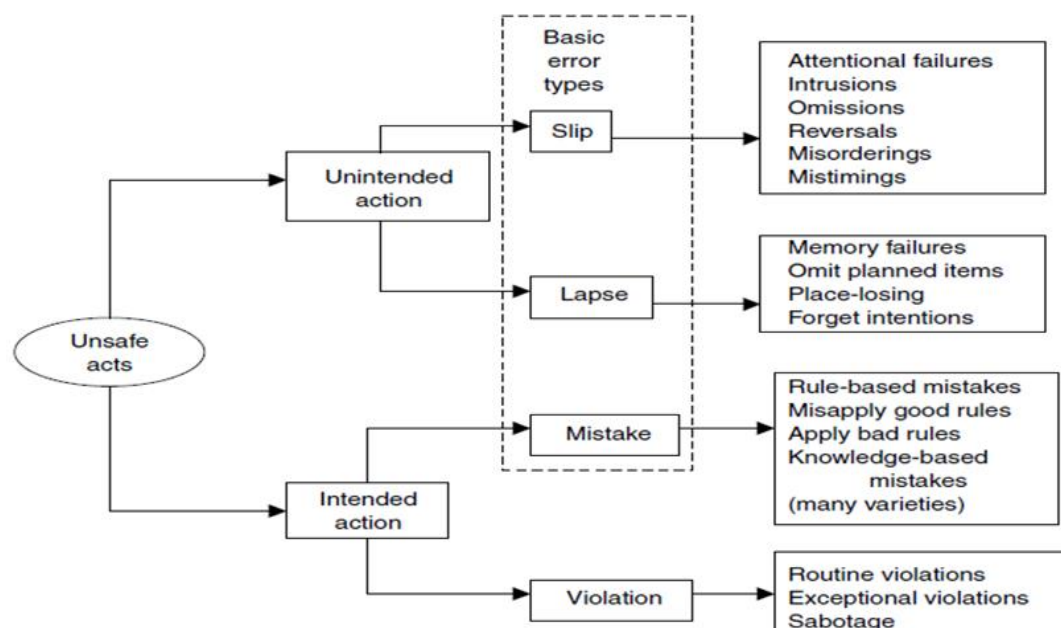 Basic
error
types
Slip
Attentional failures
Intrusions
Omissions
Reversals
Misorderings
Mistimings
Unintended
action
Lapse
Memory failures
Omit planned items
Place-losing
Forget intentions
Unsafe
acts
Mistake
Rule-based mistakes
Misapply good rules
Apply bad rules
Knowledge-based
mistakes
(many varieties)
Intended
action
Violation
Routine violations
Exceptional violations
Sabotage